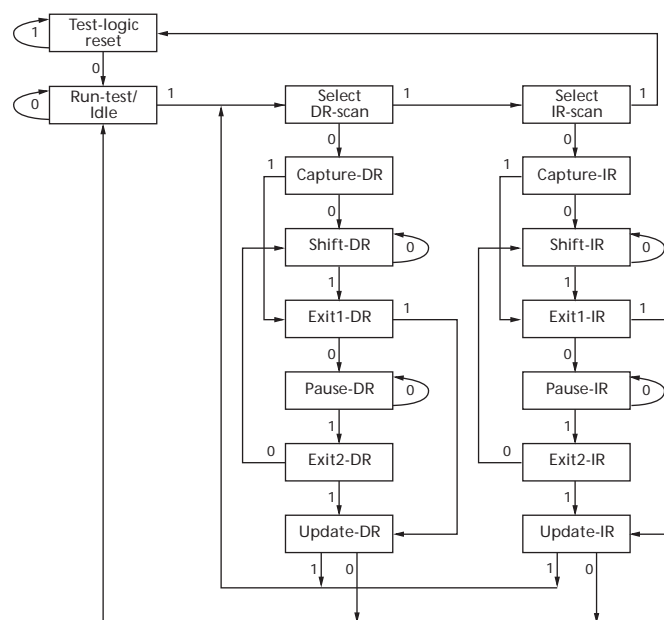 Test-logic
reset
1
0
Run-test/
Idle
0
1
Select
DR-scan
1
Select
IR-scan
1
0
0
1
Capture-DR
1
Capture-IR
0
0
Shift-DR
0
Shift-IR
0
1
1
Exit1-DR
1
Exit1-IR
1
0
0
Pause-DR
0
Pause-IR
0
1
1
0
Exit2-DR
0
Exit2-IR
1
1
Update-DR
Update-IR
1
0
1
0